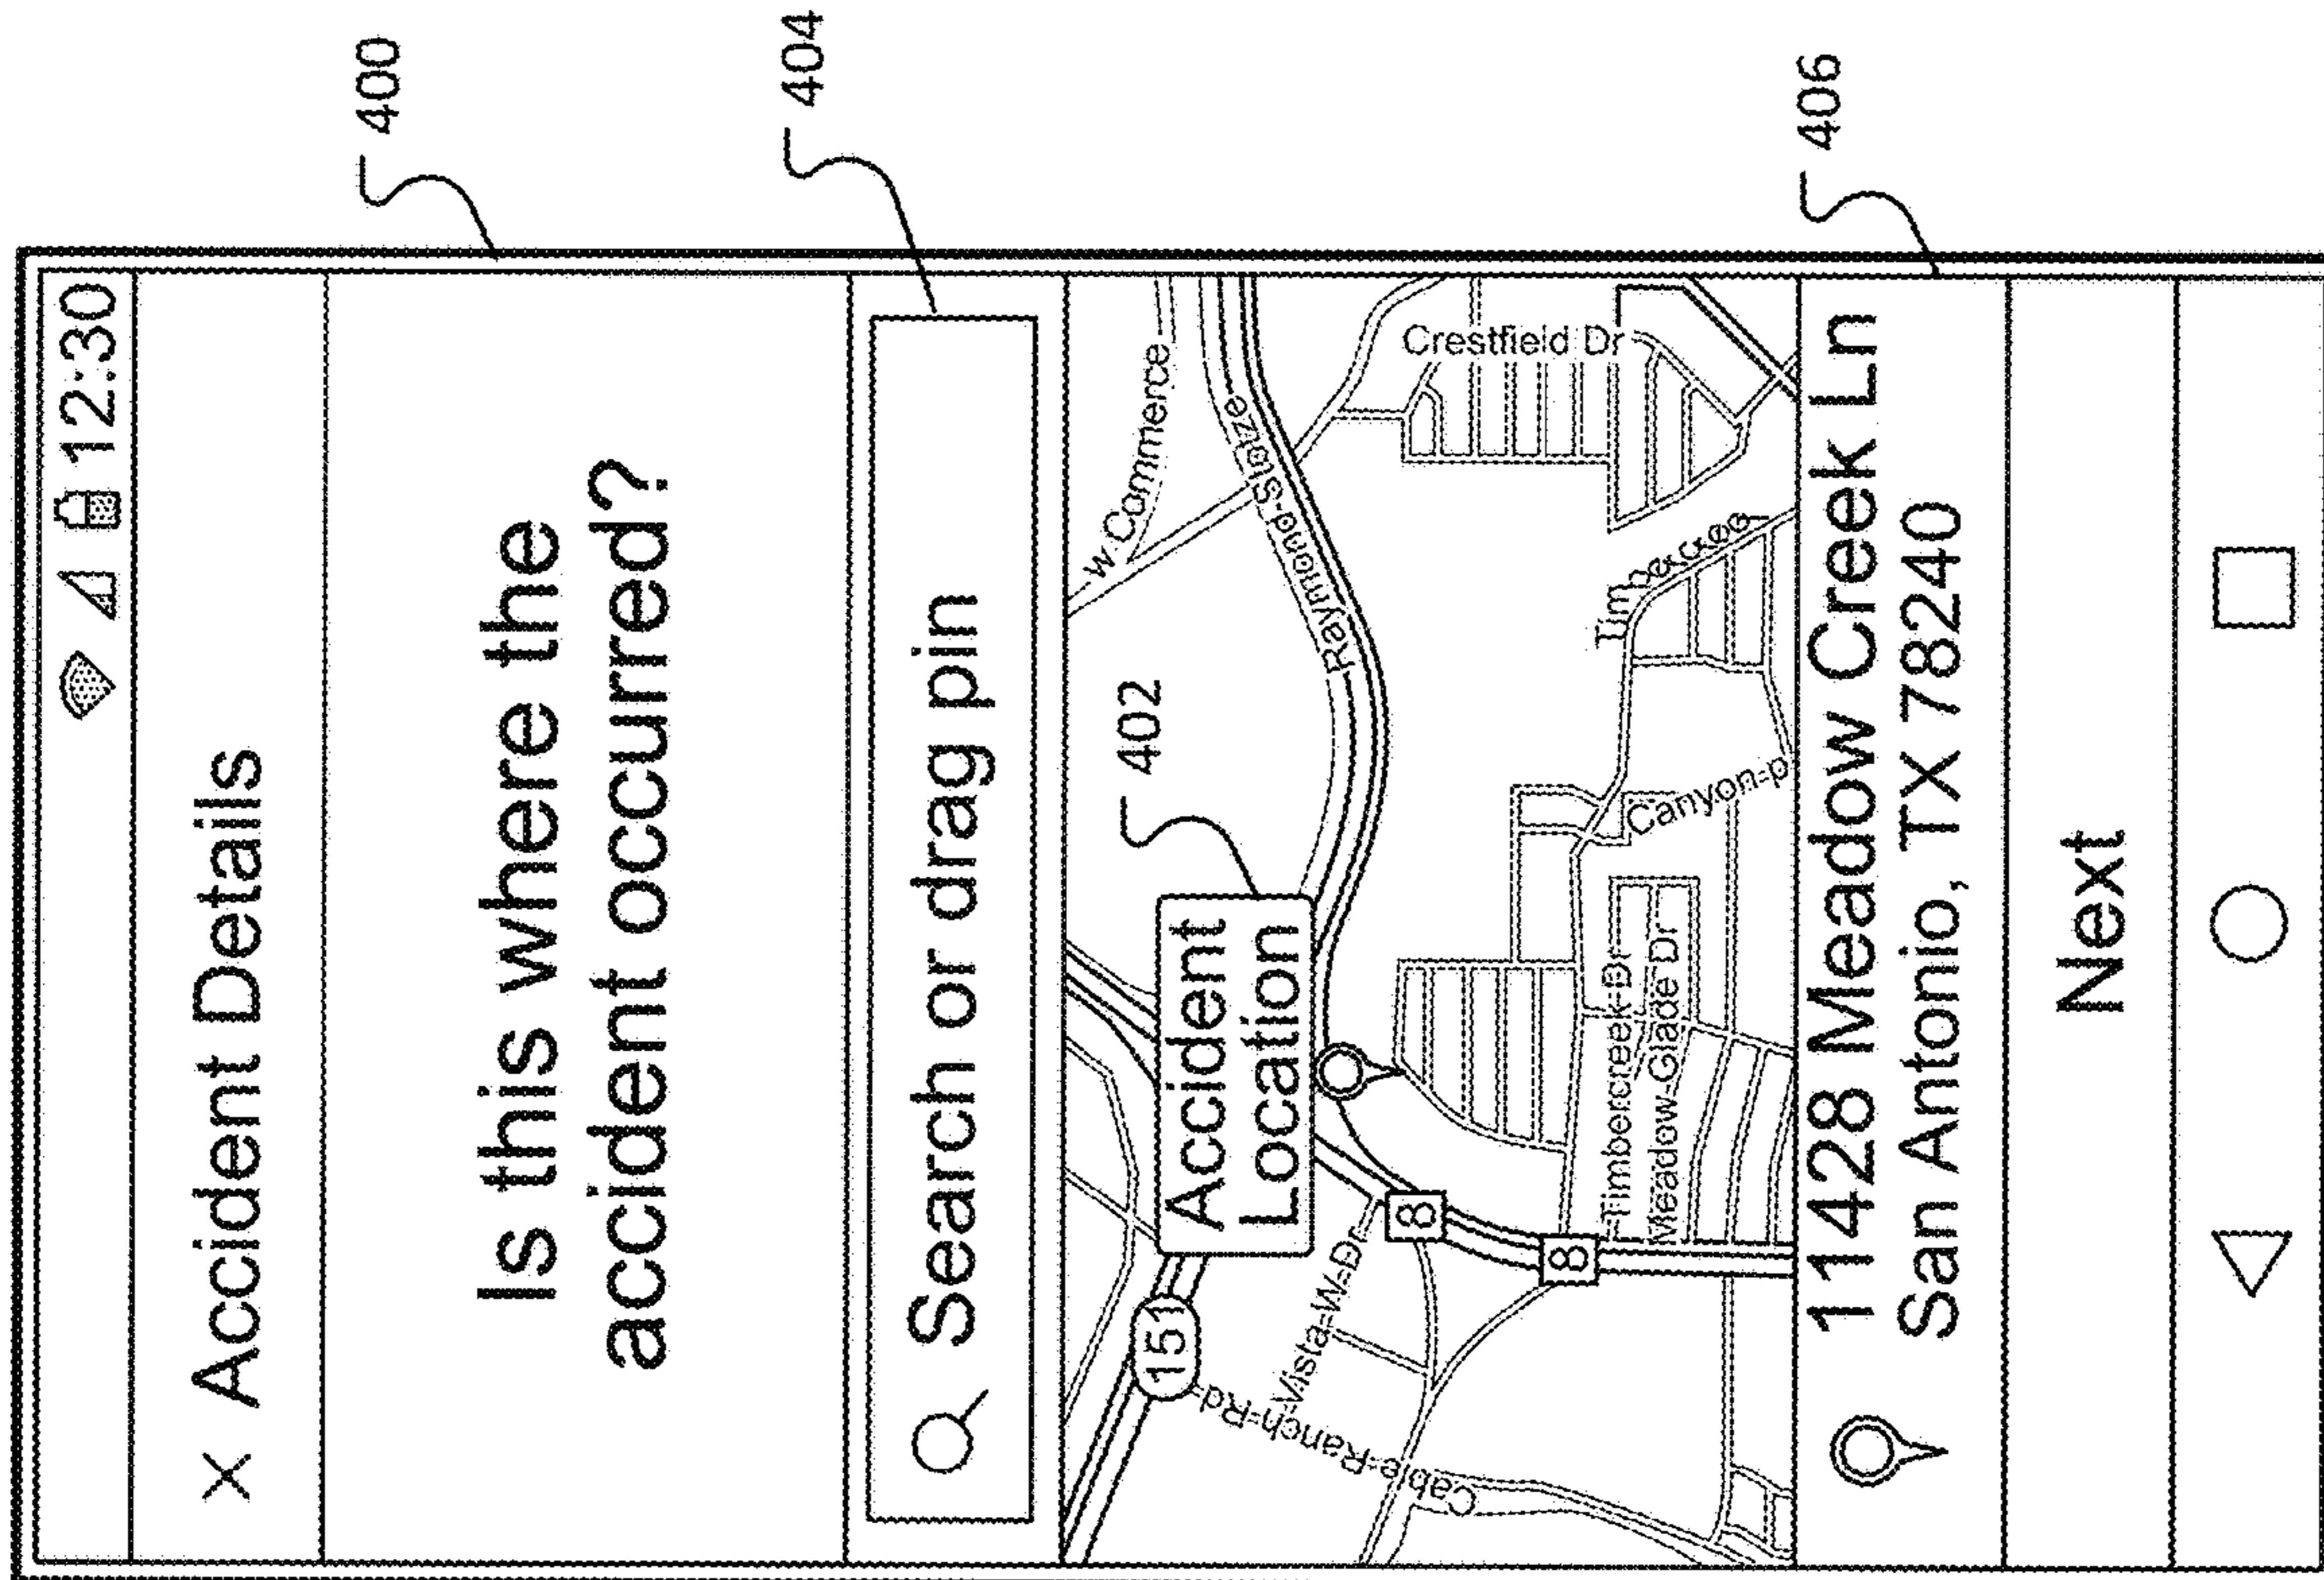 12:30
× Accident Details
Is this where the
accident occurred?
Search or drag pin
W Commerce
Raymond-Stotze
Crestfield Dr
Accident
Location
151
Cable-Ranch-Rd
Vista-W-Dr
8
8
Timbercreek-Dr
Meadow-Glade Dr
Canyon-p
11428 Meadow Creek Ln
San Antonio, TX 78240
Next
400
404
402
406